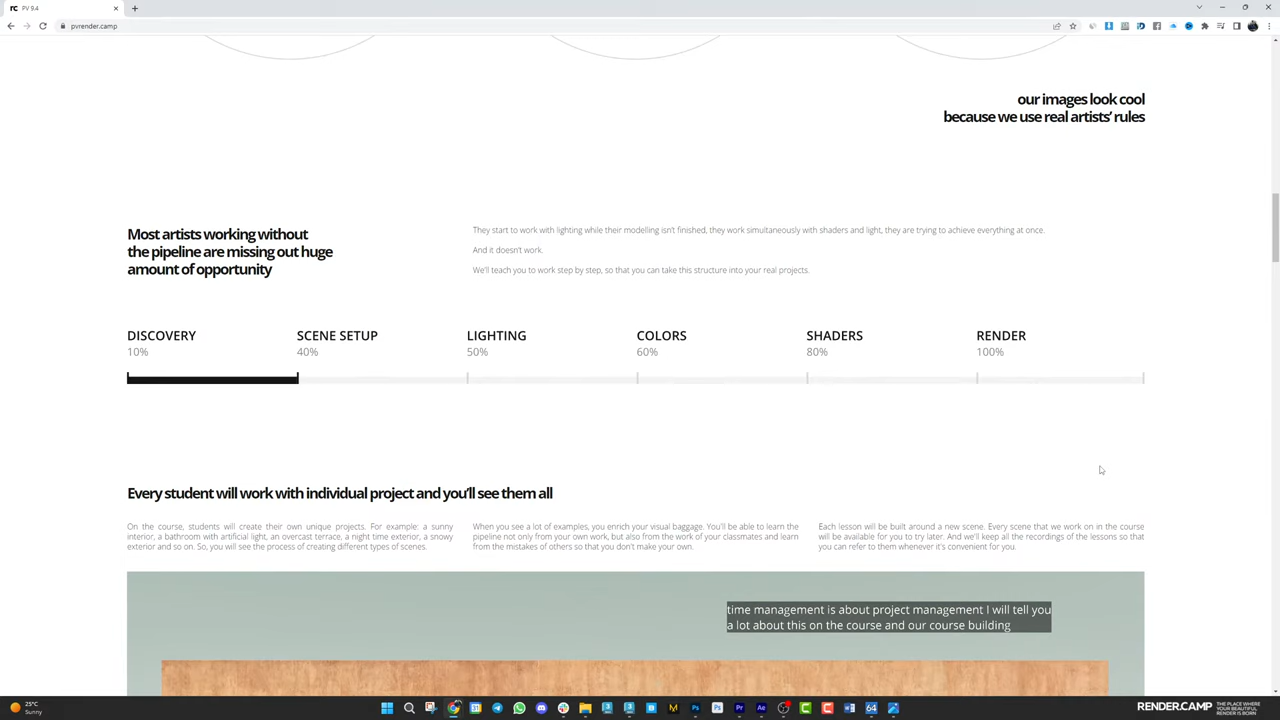 rc
PV 9.4
pvrender.camp
our images look cool
because we use real artists' rules
Most artists working without
the pipeline are missing out huge
amount of opportunity
They start to work with lighting while their modelling isn't finished, they work simultaneously with shaders and light, they are trying to achieve everything at once.
And it doesn't work.
We'll teach you to work step by step, so that you can take this structure into your real projects.
DISCOVERY
10%
SCENE SETUP
40%
LIGHTING
50%
COLORS
60%
SHADERS
80%
RENDER
100%
Every student will work with individual project and you'll see them all
On the course, students will create their own unique projects. For example: a sunny
interior, a bathroom with artificial light, an overcast terrace, a night time exterior, a snowy
exterior and so on. So, you will see the process of creating different types of scenes.
When you see a lot of examples, you enrich your visual baggage. You'll be able to learn the
pipeline not only from your own work, but also from the work of your classmates and learn
from the mistakes of others so that you don't make your own.
Each lesson will be built around a new scene. Every scene that we work on in the course
will be available for you to try later. And we'll keep all the recordings of the lessons so that
you can refer to them whenever it's convenient for you.
time management is about project management I will tell you
a lot about this on the course and our course building
25°C
Sunny
RENDER.CAMP
THE PLACE WHERE
YOUR BEAUTIFUL
RENDER IS BORN